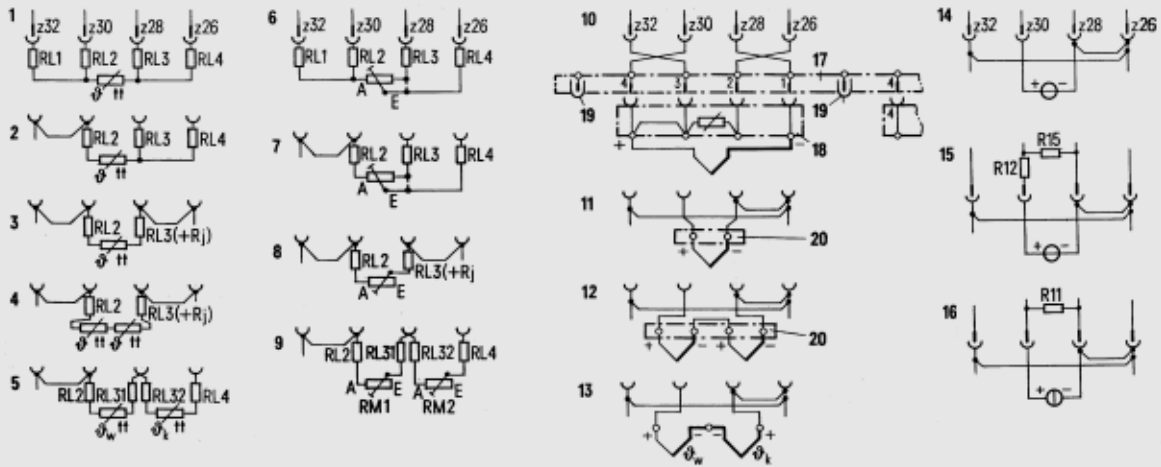 1 z32 z30 z28 z26
RL1 RL2 RL3 RL4
ϑ ↑↑
2 RL2 RL3 RL4
ϑ ↑↑
3 RL2 RL3(+Rj)
ϑ ↑↑
4 RL2 RL3(+Rj)
ϑ ↑↑ ϑ ↑↑
5 RL2 RL31 RL32 RL4
ϑw ↑↑ ϑk ↑↑
6 z32 z30 z28 z26
RL1 RL2 RL3 RL4
A E
7 RL2 RL3 RL4
A E
8 RL2 RL3(+Rj
A E
9 RL2 RL31 RL32 RL4
A E A E
RM1 RM2
10 z32 z30 z28 z26
17
4 3 2 1 4
19 19 4
+ - 18
11
+ - 20
12
+ - + - 20
13
+ - - +
ϑw ϑk
14 z32 z30 z28 z26
+ -
15 R15
R12
+ -
16 R11
+ -